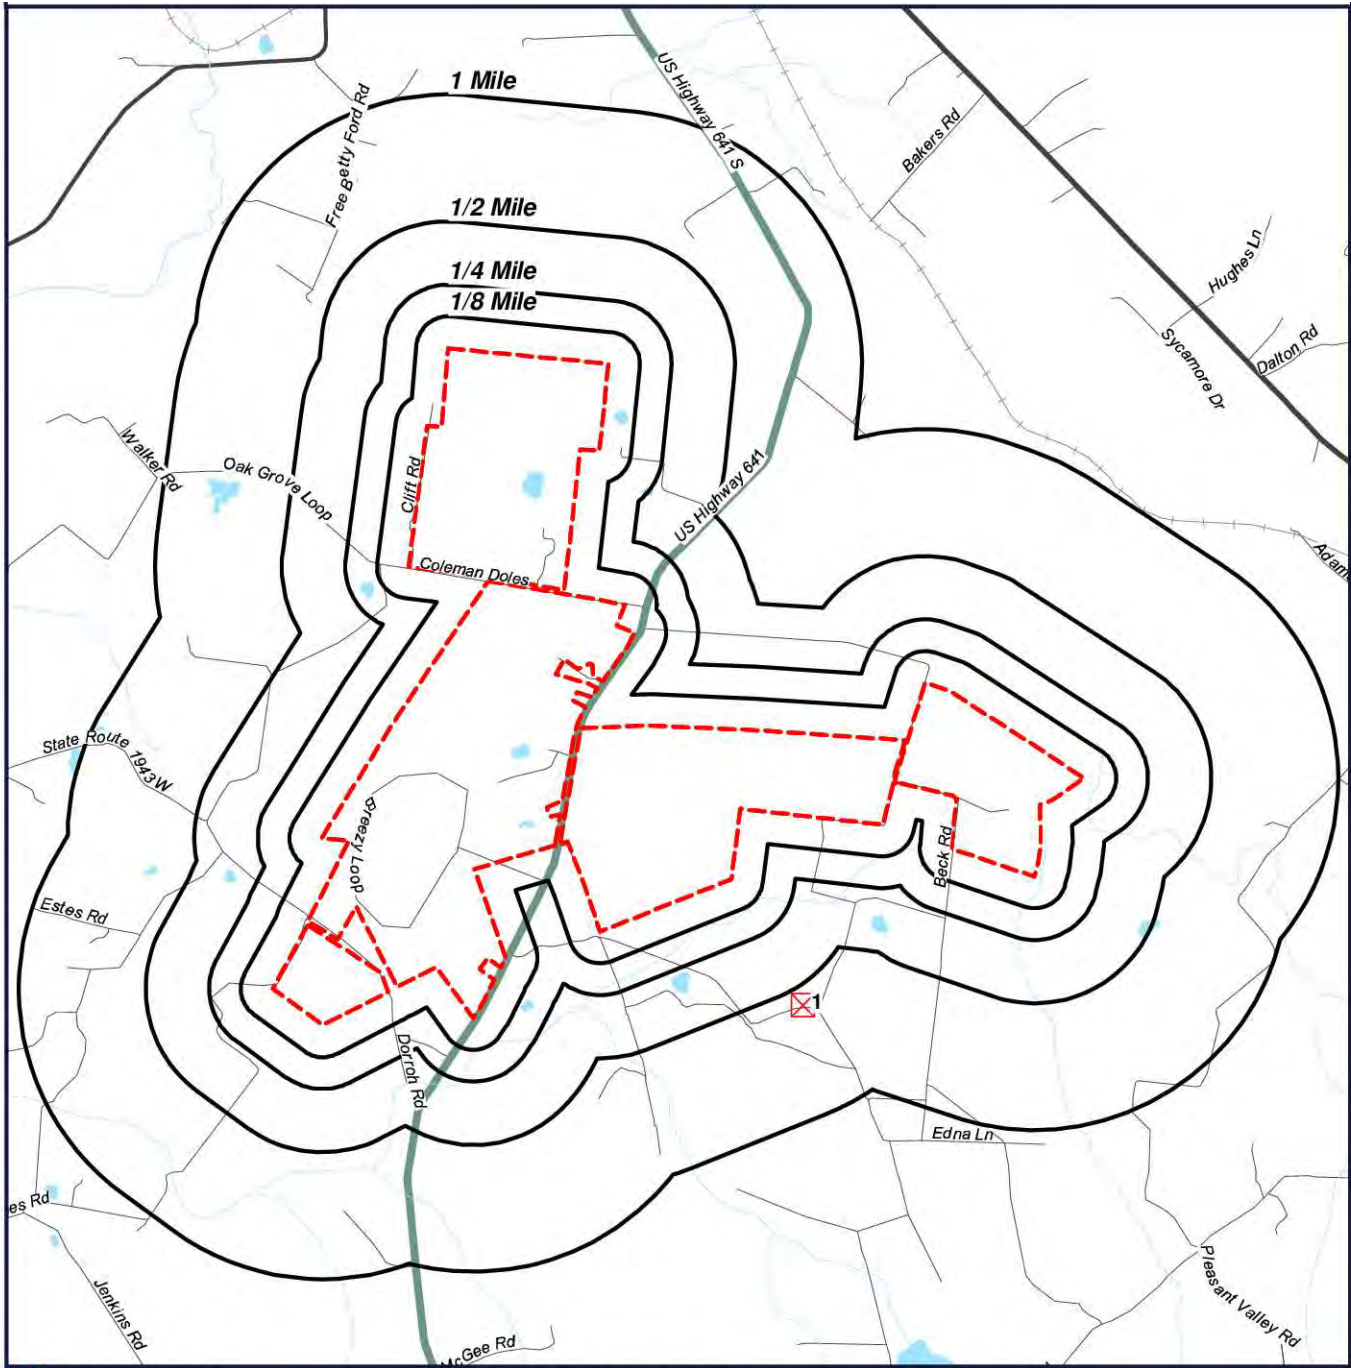 1 Mile
US Highway 641 S
Free Betty Ford Rd
Bakers Rd
1/2 Mile
Hughes Ln
1/4 Mile
1/8 Mile
Sycamore Dr
Dalton Rd
Walker Rd
Oak Grove Loop
Clift Rd
US Highway 641
Adam
Coleman Doles
State Route 1943 W
Breezy Loop
Beck Rd
Estes Rd
1
Dorroh Rd
Edna Ln
es Rd
Pleasant Valley Rd
Jenkins Rd
McGee Rd